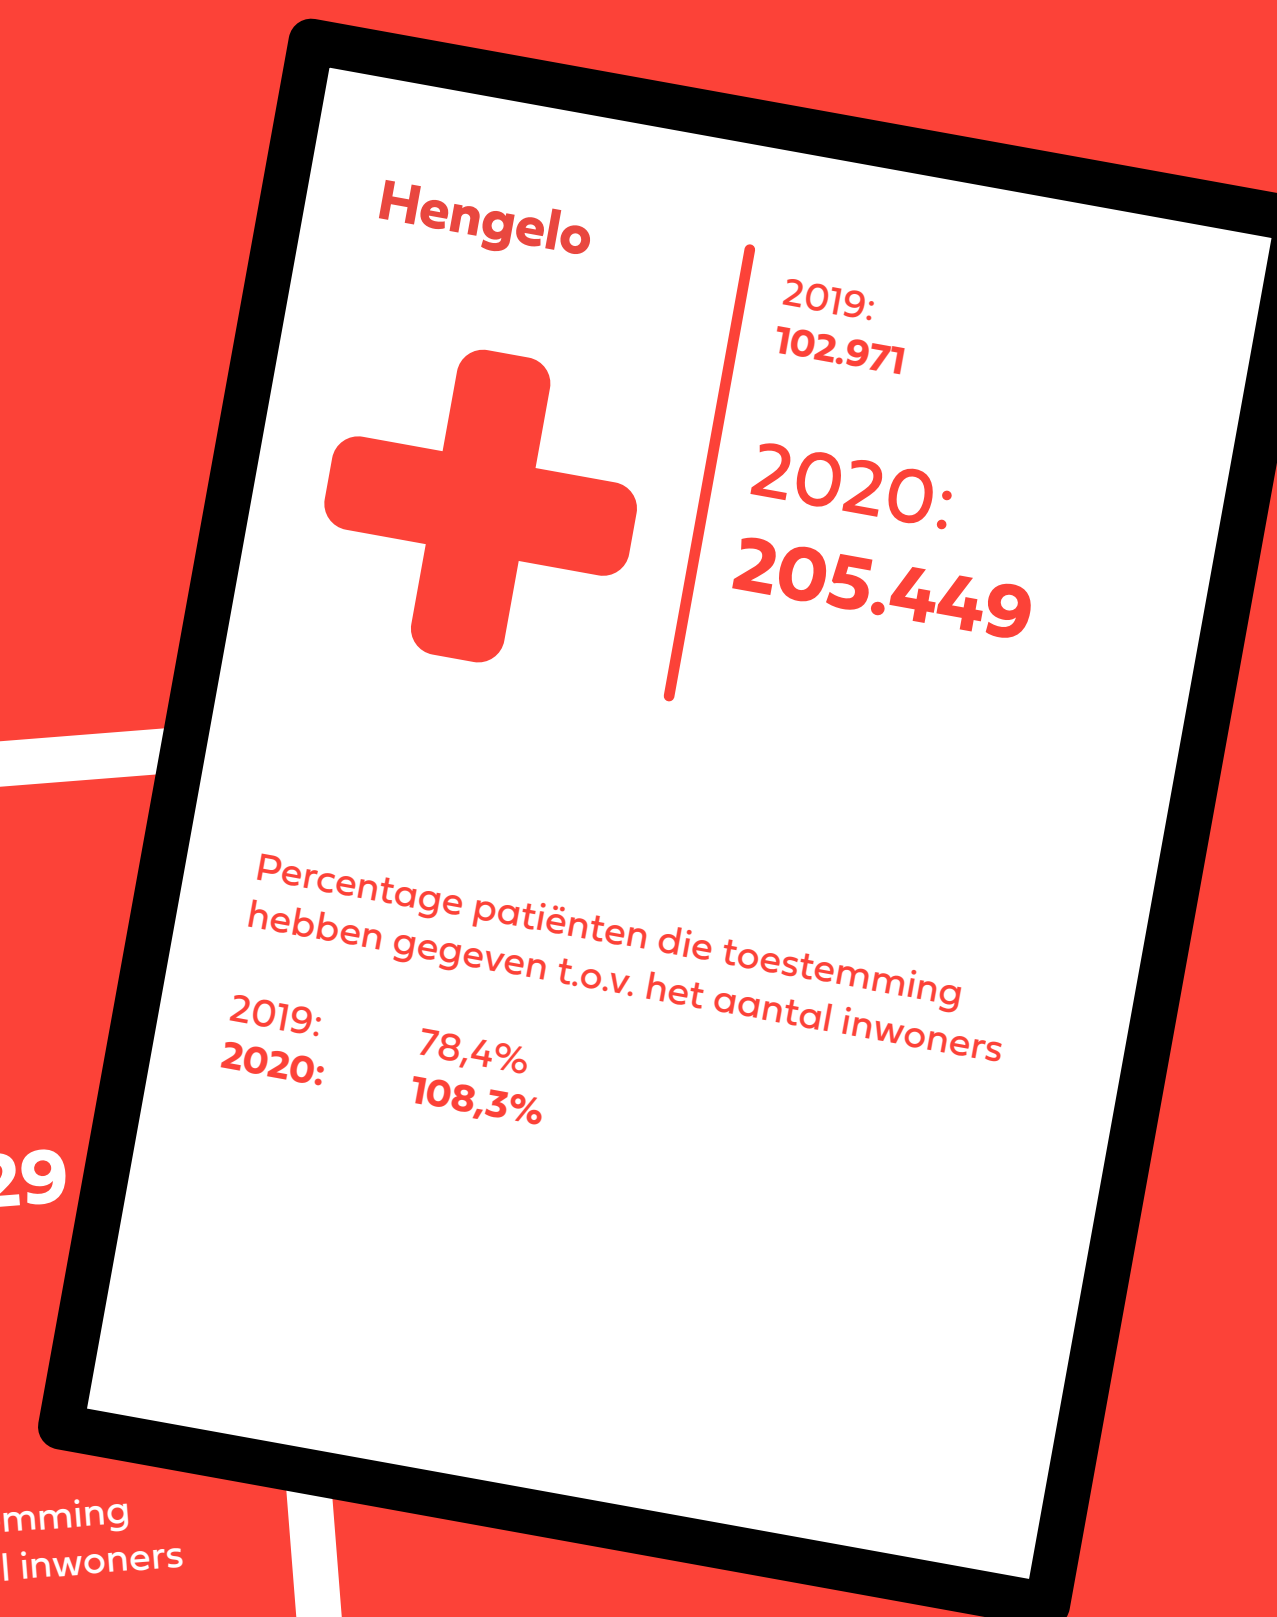 Hengelo
2019:
102.971
2020:
205.449
Percentage patiënten die toestemming
hebben gegeven t.o.v. het aantal inwoners
2019: 78,4%
2020: 108,3%
29
mming
l inwoners